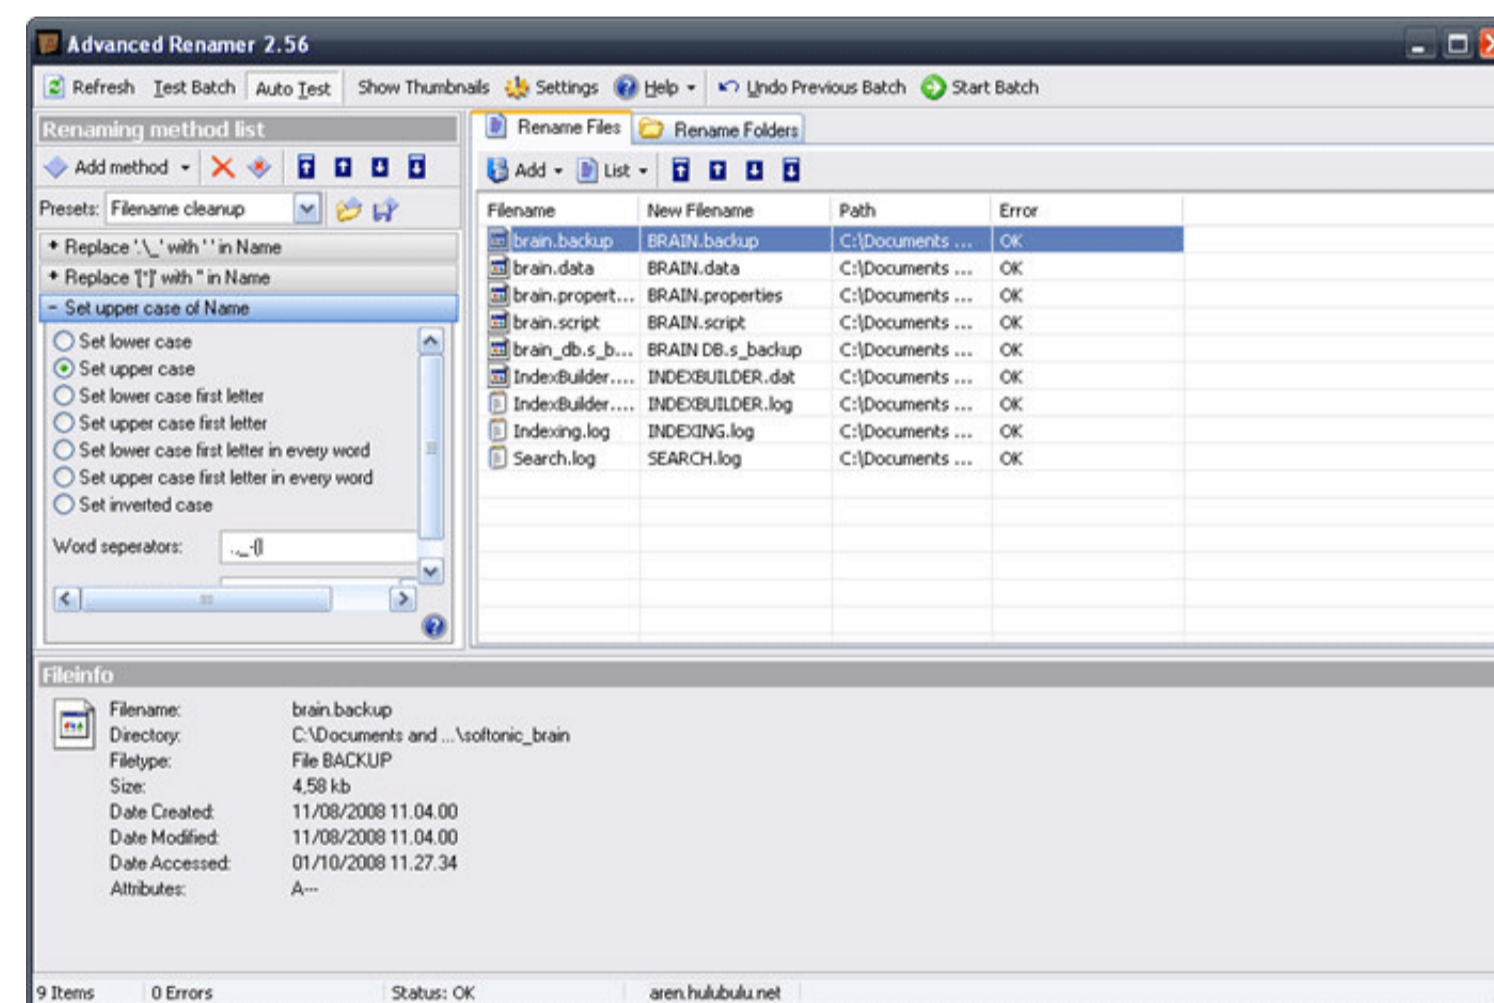 Advanced Renamer 2.56
Refresh Test Batch Auto Test Show Thumbnails Settings Help Undo Previous Batch Start Batch
Renaming method list
Rename Files Rename Folders
Add method
Add List
Presets: Filename cleanup
Filename New Filename Path Error
+ Replace '.\_' with ' ' in Name
+ Replace '[*]' with '' in Name
- Set upper case of Name
Set lower case
Set upper case
Set lower case first letter
Set upper case first letter
Set lower case first letter in every word
Set upper case first letter in every word
Set inverted case
Word seperators:
brain.backup BRAIN.backup C:\Documents ... OK
brain.data BRAIN.data C:\Documents ... OK
brain.propert... BRAIN.properties C:\Documents ... OK
brain.script BRAIN.script C:\Documents ... OK
brain_db.s_b... BRAIN DB.s_backup C:\Documents ... OK
IndexBuilder.... INDEXBUILDER.dat C:\Documents ... OK
IndexBuilder.... INDEXBUILDER.log C:\Documents ... OK
Indexing.log INDEXING.log C:\Documents ... OK
Search.log SEARCH.log C:\Documents ... OK
Fileinfo
Filename: brain.backup
Directory: C:\Documents and ...\softonic_brain
Filetype: File BACKUP
Size: 4,58 kb
Date Created: 11/08/2008 11.04.00
Date Modified: 11/08/2008 11.04.00
Date Accessed: 01/10/2008 11.27.34
Attributes: A---
9 Items 0 Errors Status: OK aren.hulubulu.net